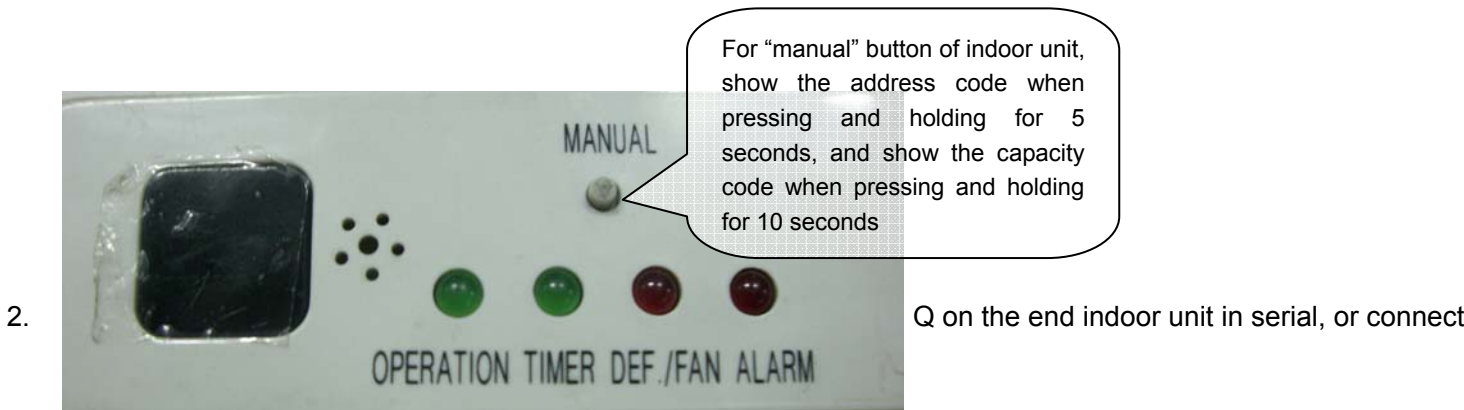 For “manual” button of indoor unit,
show the address code when
pressing and holding for 5
seconds, and show the capacity
code when pressing and holding
for 10 seconds
MANUAL
2.
Q on the end indoor unit in serial, or connect
OPERATION TIMER DEF./FAN ALARM